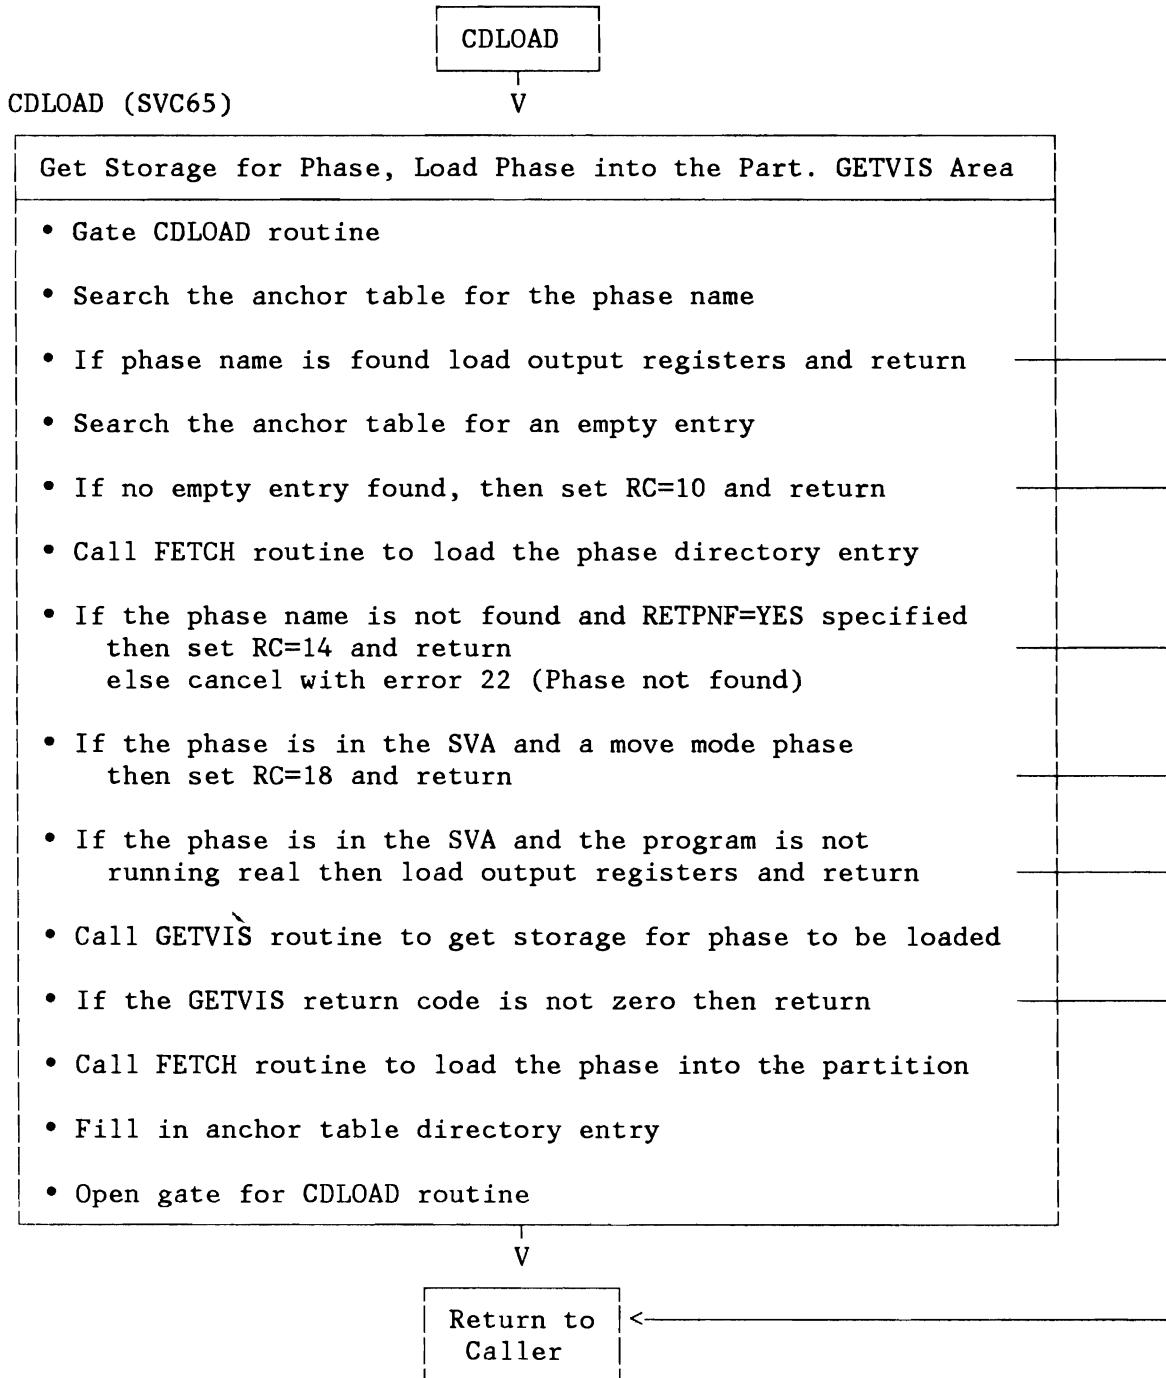 CDLOAD
CDLOAD (SVC65)
V
Get Storage for Phase, Load Phase into the Part. GETVIS Area
• Gate CDLOAD routine
• Search the anchor table for the phase name
• If phase name is found load output registers and return
• Search the anchor table for an empty entry
• If no empty entry found, then set RC=10 and return
• Call FETCH routine to load the phase directory entry
• If the phase name is not found and RETPNF=YES specified
then set RC=14 and return
else cancel with error 22 (Phase not found)
• If the phase is in the SVA and a move mode phase
then set RC=18 and return
• If the phase is in the SVA and the program is not
running real then load output registers and return
• Call GETVIS routine to get storage for phase to be loaded
• If the GETVIS return code is not zero then return
• Call FETCH routine to load the phase into the partition
• Fill in anchor table directory entry
• Open gate for CDLOAD routine
V
Return to
Caller